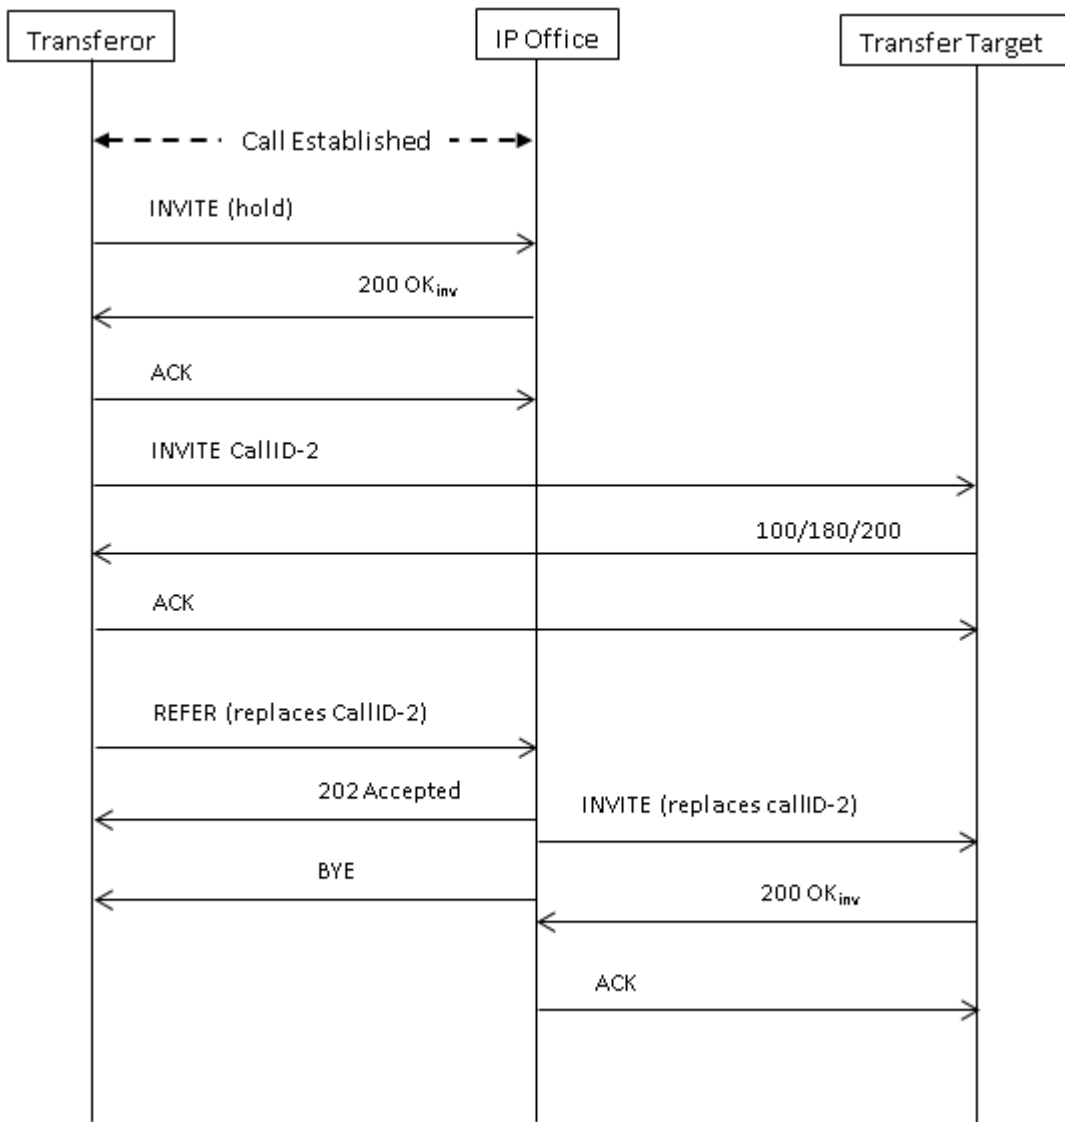 Transferor
IP Office
Transfer Target
Call Established
INVITE (hold)
200 OKinv
ACK
INVITE CallID-2
100/180/200
ACK
REFER (replaces CallID-2)
202 Accepted
INVITE (replaces callID-2)
BYE
200 OKinv
ACK